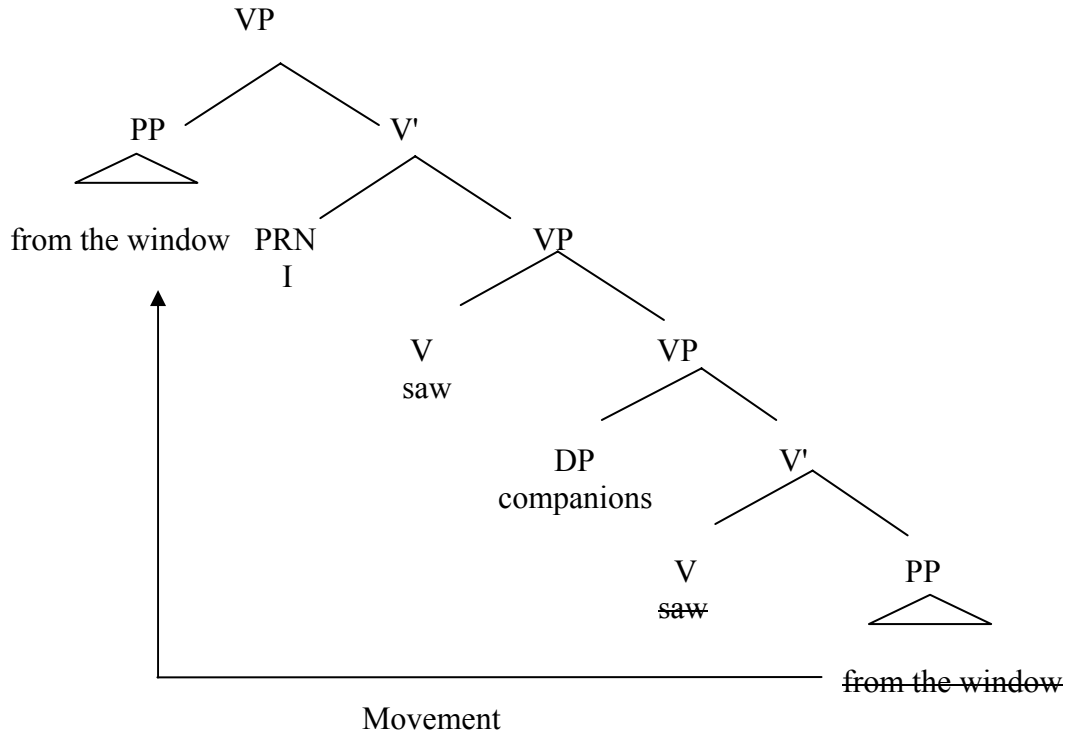 VP
PP V'
from the window PRN VP
I
V VP
saw
DP V'
companions
V PP
saw
from the window
Movement